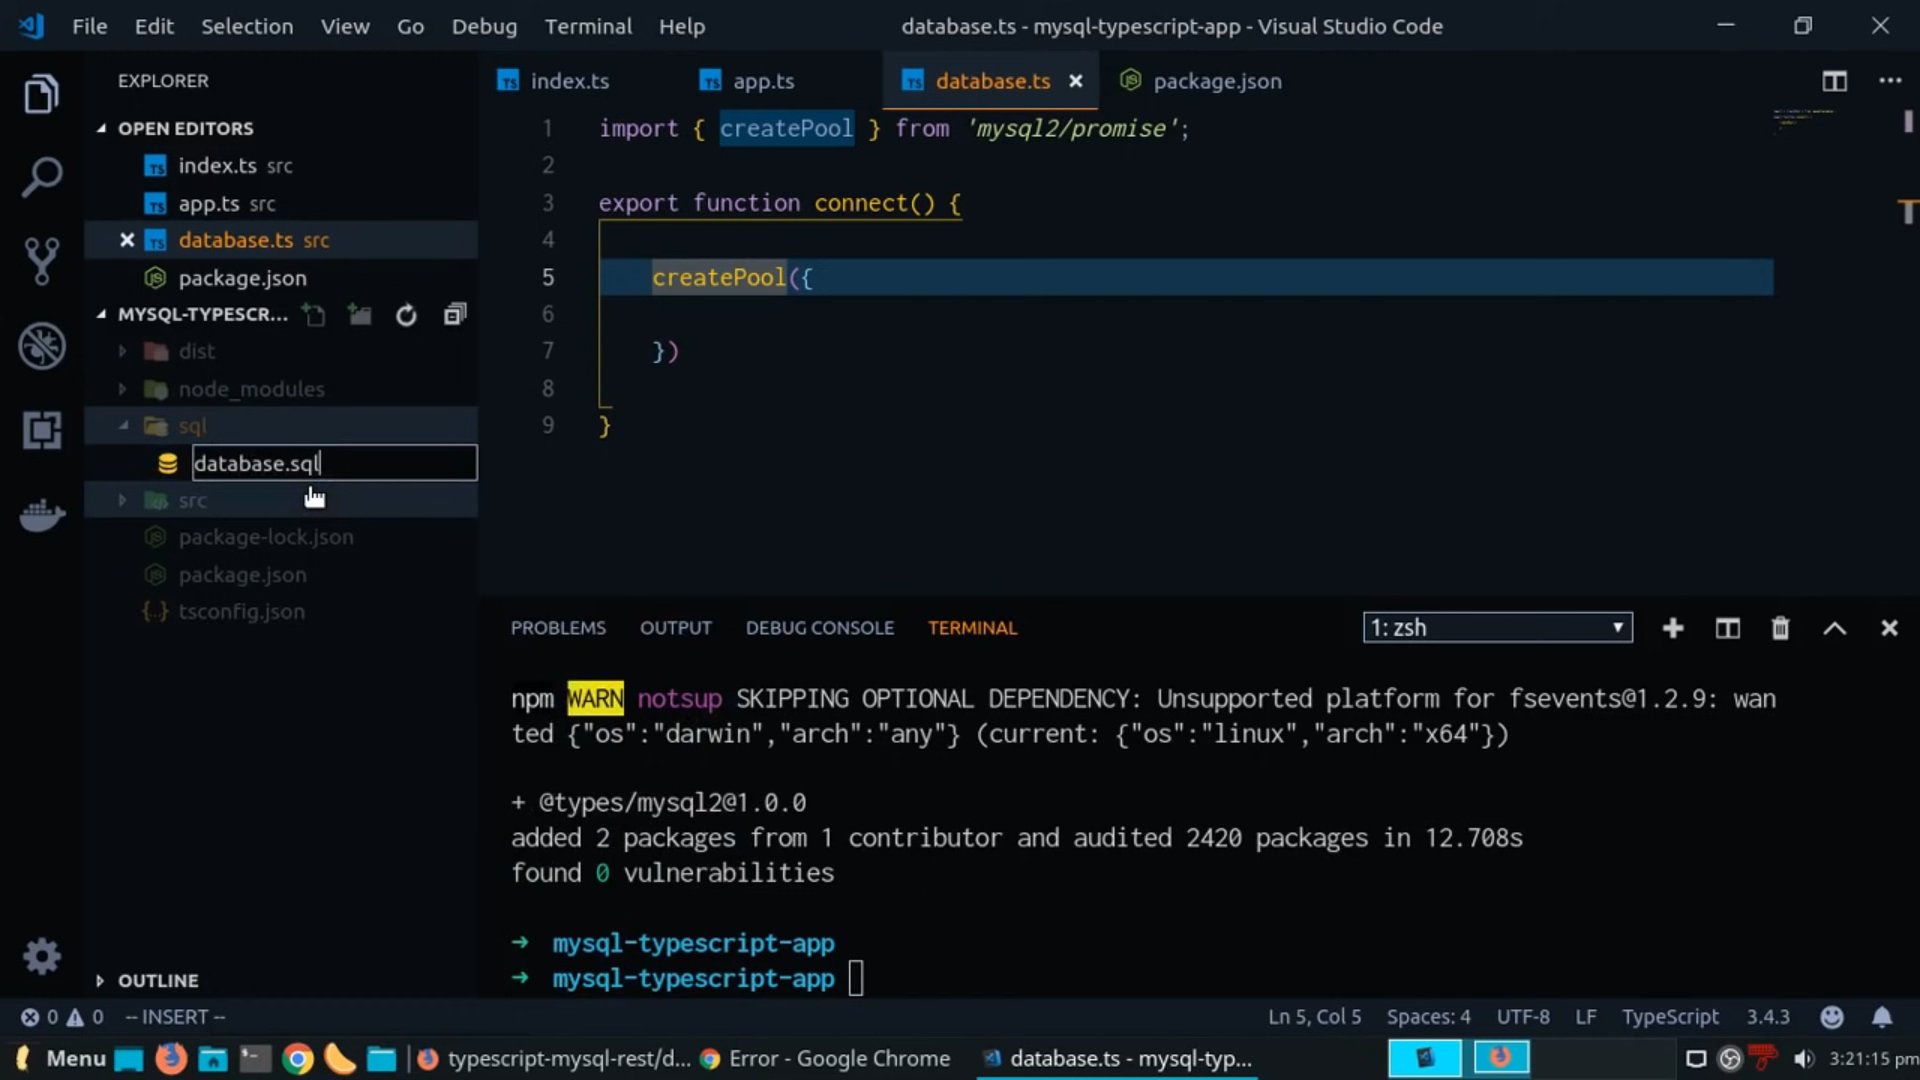 File Edit Selection View Go Debug Terminal Help
database.ts - mysql-typescript-app - Visual Studio Code
EXPLORER
OPEN EDITORS
TS index.ts src
TS app.ts src
TS database.ts src
package.json
MYSQL-TYPESCR...
dist
node_modules
sql
database.sql
src
package-lock.json
package.json
{..} tsconfig.json
OUTLINE
TS index.ts
TS app.ts
TS database.ts
package.json
1 import { createPool } from 'mysql2/promise';
2
3 export function connect() {
4
5 createPool({
6
7 })
8
9 }
PROBLEMS OUTPUT DEBUG CONSOLE TERMINAL
1: zsh
npm WARN notsup SKIPPING OPTIONAL DEPENDENCY: Unsupported platform for fsevents@1.2.9: wan
ted {"os":"darwin","arch":"any"} (current: {"os":"linux","arch":"x64"})
+ @types/mysql2@1.0.0
added 2 packages from 1 contributor and audited 2420 packages in 12.708s
found 0 vulnerabilities
➜ mysql-typescript-app
➜ mysql-typescript-app
0 0 -- INSERT --
Ln 5, Col 5 Spaces: 4 UTF-8 LF TypeScript 3.4.3
Menu
typescript-mysql-rest/d...
Error - Google Chrome
database.ts - mysql-typ...
3:21:15 pm